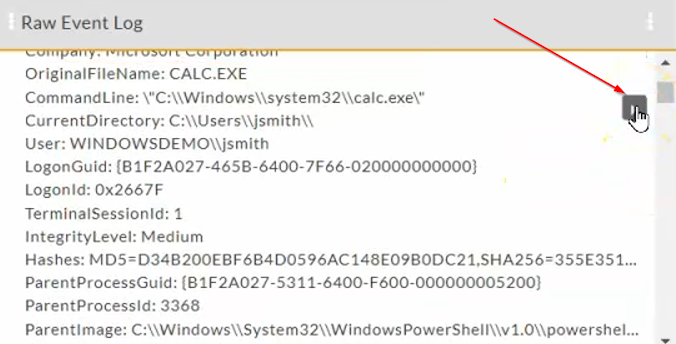 Raw Event Log
Company: Microsoft Corporation
OriginalFileName: CALC.EXE
CommandLine: \"C:\\Windows\\system32\\calc.exe\"
CurrentDirectory: C:\\Users\\jsmith\\
User: WINDOWSDEMO\\jsmith
LogonGuid: {B1F2A027-465B-6400-7F66-020000000000}
LogonId: 0x2667F
TerminalSessionId: 1
IntegrityLevel: Medium
Hashes: MD5=D34B200EBF6B4D0596AC148E09B0DC21,SHA256=355E351...
ParentProcessGuid: {B1F2A027-5311-6400-F600-000000005200}
ParentProcessId: 3368
ParentImage: C:\\Windows\\System32\\WindowsPowerShell\\v1.0\\powershel...